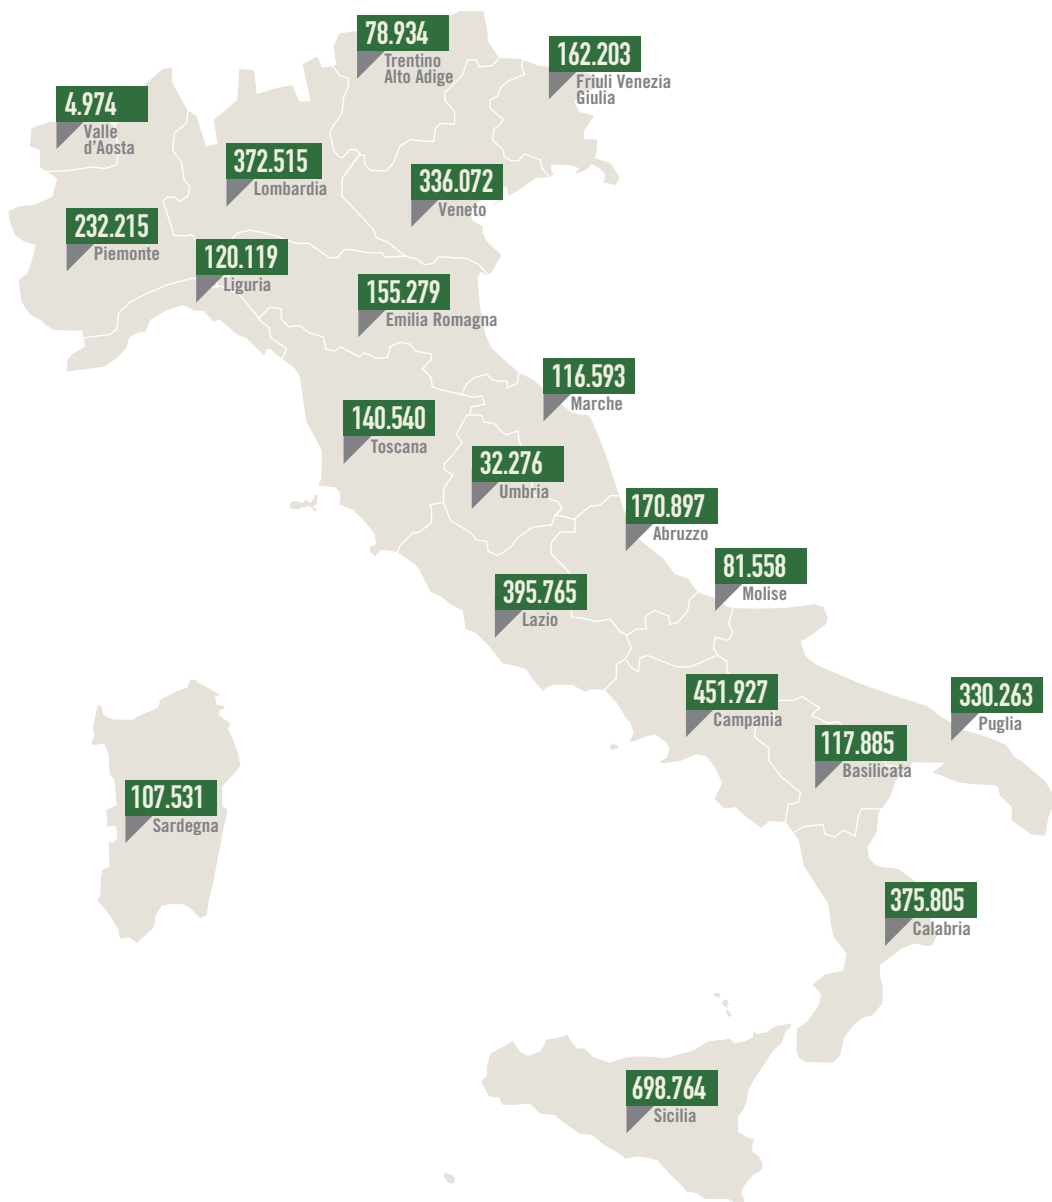 78.934
Trentino
Alto Adige
162.203
Friuli Venezia
Giulia
4.974
Valle
d'Aosta
372.515
Lombardia
336.072
Veneto
232.215
Piemonte
120.119
Liguria
155.279
Emilia Romagna
116.593
Marche
140.540
Toscana
32.276
Umbria
170.897
Abruzzo
81.558
Molise
395.765
Lazio
451.927
Campania
330.263
Puglia
117.885
Basilicata
107.531
Sardegna
375.805
Calabria
698.764
Sicilia